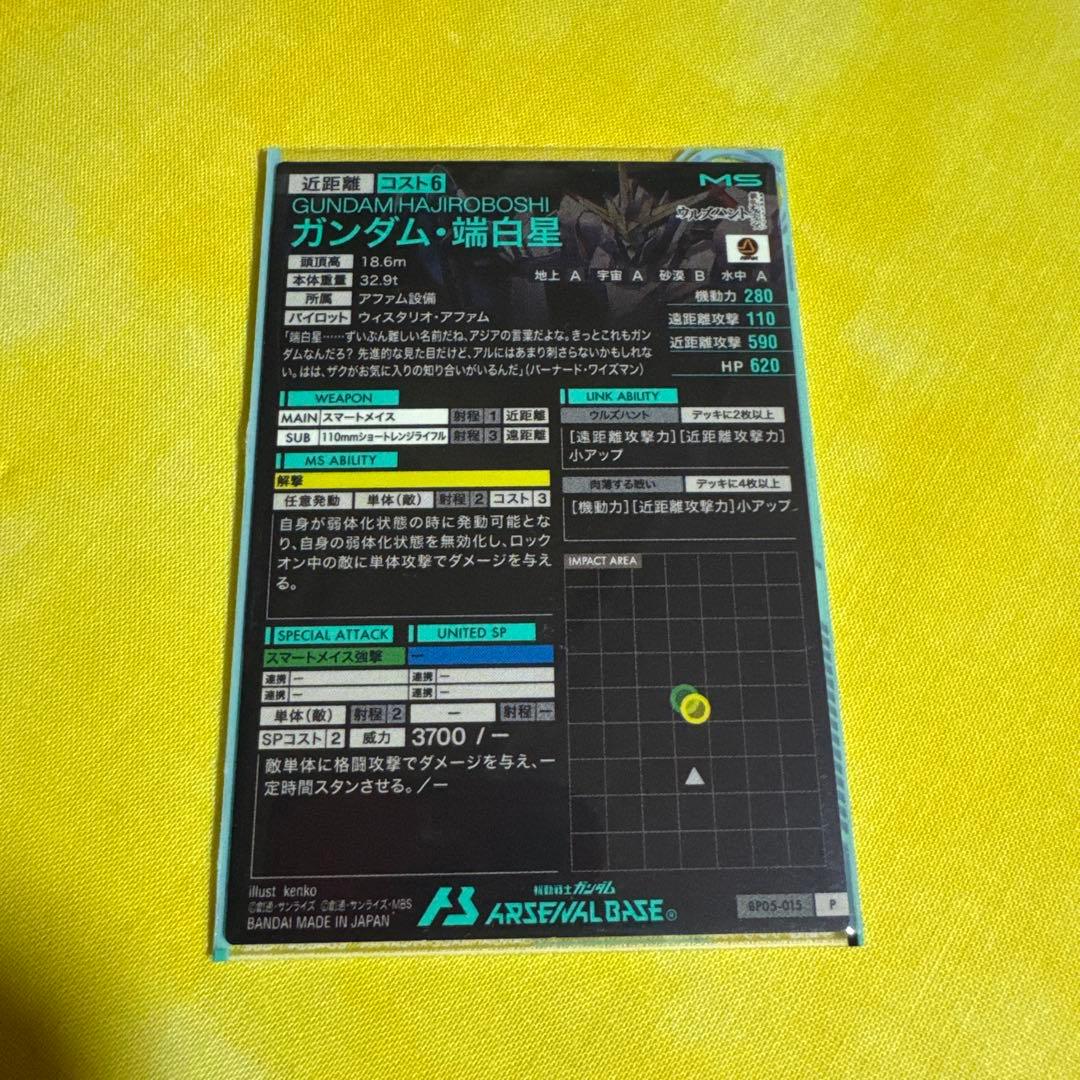 近距離 コスト6 MS
GUNDAM HAJIROBOSHI
ガンダム・端白星
ウルズハント
頭頂高 18.6m
本体重量 32.9t
地上 A 宇宙 A 砂漠 B 水中 A
所属 アファム設備
機動力 280
パイロット ウィスタリオ・アファム
遠距離攻撃 110
「端白星……ずいぶん難しい名前だね、アジアの言葉だよな。きっとこれもガン
近距離攻撃 590
ダムなんだる? 先進的な見た目だけど、アルにはあまり刺さらないかもしれな
HP 620
い。はは、ザクがお気に入りの知り合いがいるんだ」(バーナード・ワイズマン)
WEAPON
MAIN スマートメイス 射程 1 近距離
SUB 110mmショートレンジライフル 射程 3 遠距離
MS ABILITY
解撃
任意発動 単体(敵) 射程 2 コスト 3
自身が弱体化状態の時に発動可能とな
り、自身の弱体化状態を無効化し、ロック
オン中の敵に単体攻撃でダメージを与え
る。
LINK ABILITY
ウルズハント デッキに2枚以上
[遠距離攻撃力][近距離攻撃力]
小アップ
肉薄する戦い デッキに4枚以上
[機動力][近距離攻撃力]小アップ
IMPACT AREA
SPECIAL ATTACK UNITED SP
スマートメイス強撃 ー
連携 ー 連携 ー
連携 ー 連携 ー
単体(敵) 射程 2 ー 射程 ー
SPコスト 2 威力 3700 / ー
敵単体に格闘攻撃でダメージを与え、一
定時間スタンさせる。/ー
illust kenko
©創通・サンライズ ©創通・サンライズ・MBS
BANDAI MADE IN JAPAN
機動戦士ガンダム
ARSENAL BASE®
BP05-015 P